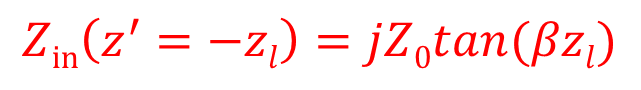 Z_in(z′ = −z_l) = jZ_0tan(βz_l)